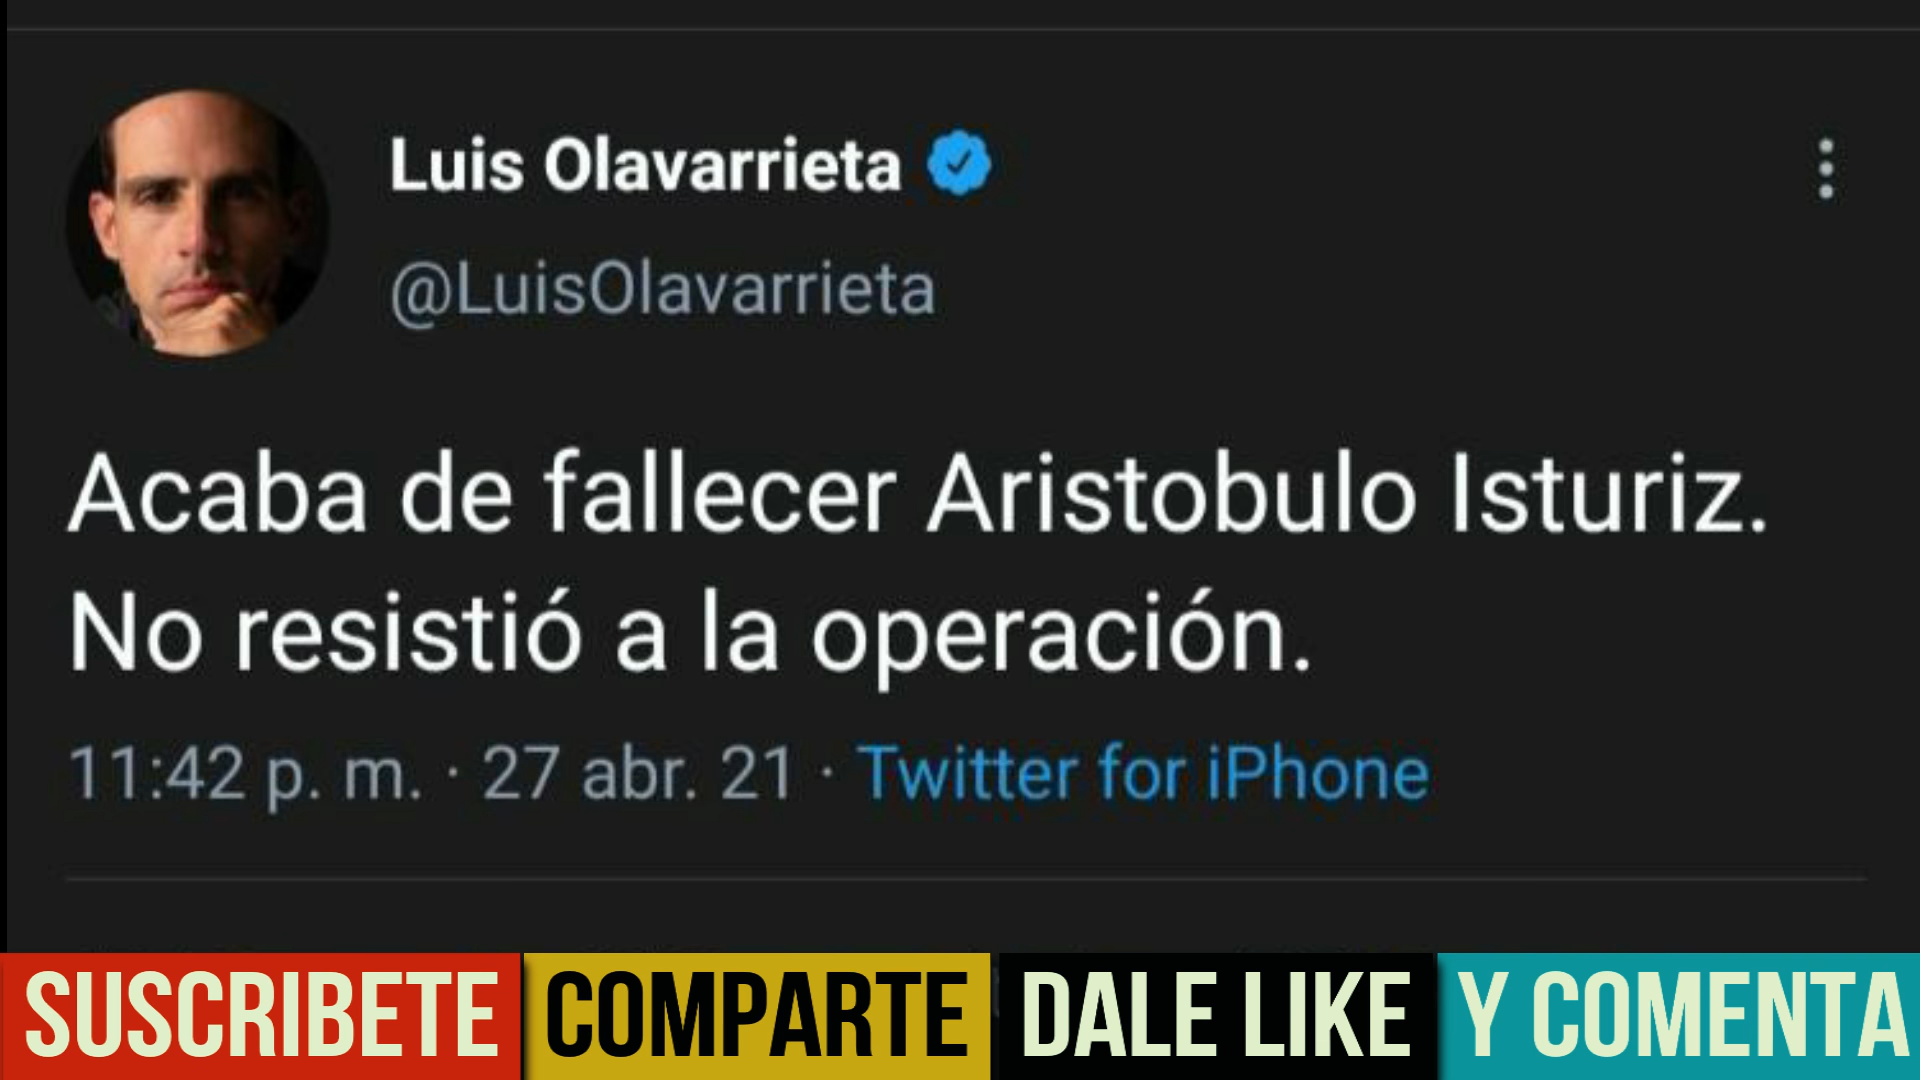 Luis Olavarrieta
@LuisOlavarrieta
Acaba de fallecer Aristobulo Isturiz.
No resistió a la operación.
11:42 p. m. · 27 abr. 21 · Twitter for iPhone
SUSCRIBETE COMPARTE DALE LIKE Y COMENTA